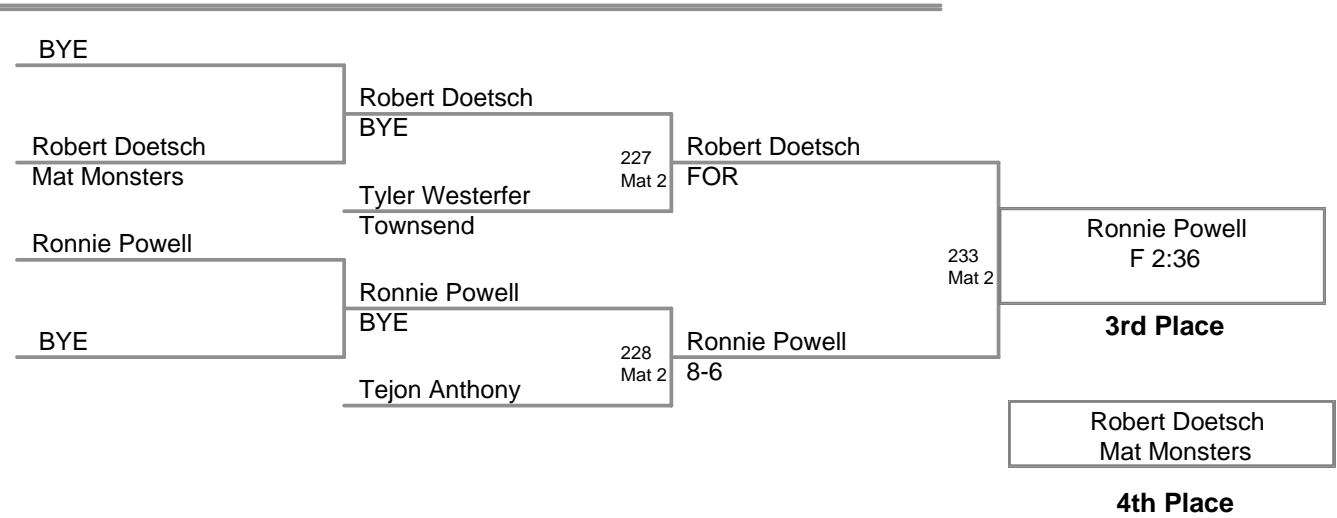 BYE
Robert Doetsch
BYE
Robert Doetsch
Mat Monsters
227
Mat 2
Robert Doetsch
FOR
Tyler Westerfer
Townsend
Ronnie Powell
Ronnie Powell
F 2:36
233
Mat 2
Ronnie Powell
BYE
3rd Place
BYE
228
Mat 2
Ronnie Powell
8-6
Tejon Anthony
Robert Doetsch
Mat Monsters
4th Place